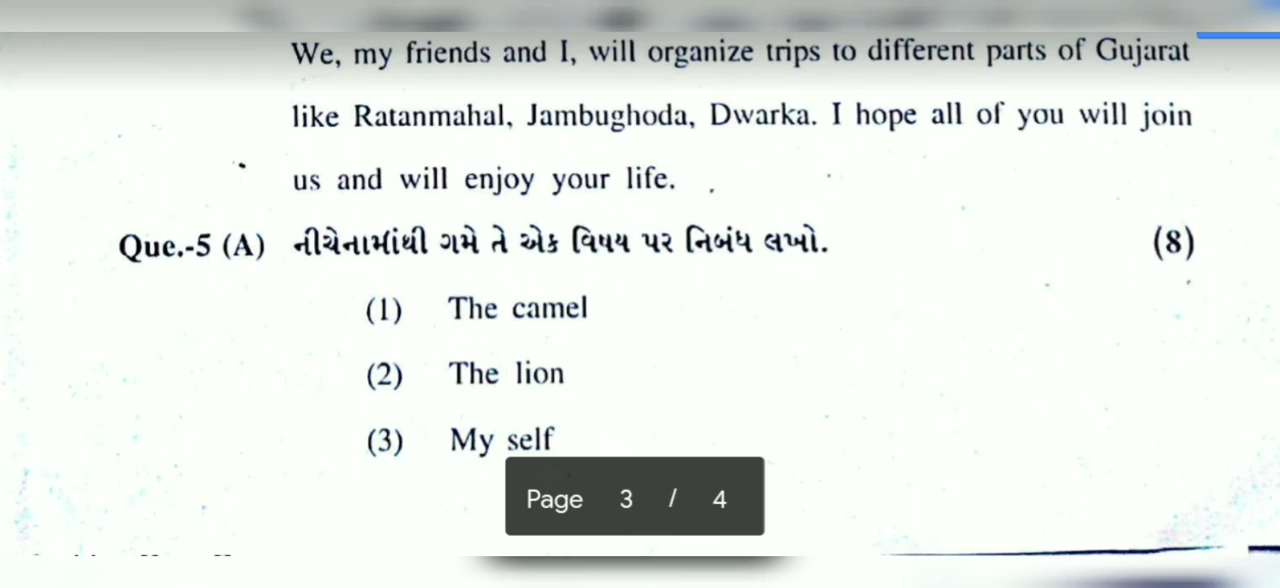 We, my friends and I, will organize trips to different parts of Gujarat
like Ratanmahal, Jambughoda, Dwarka. I hope all of you will join
us and will enjoy your life.
Que.-5 (A) નીચેનામાંથી ગમે તે એક વિષય પર નિબંધ લખો. (8)
(1) The camel
(2) The lion
(3) My self
Page 3 / 4